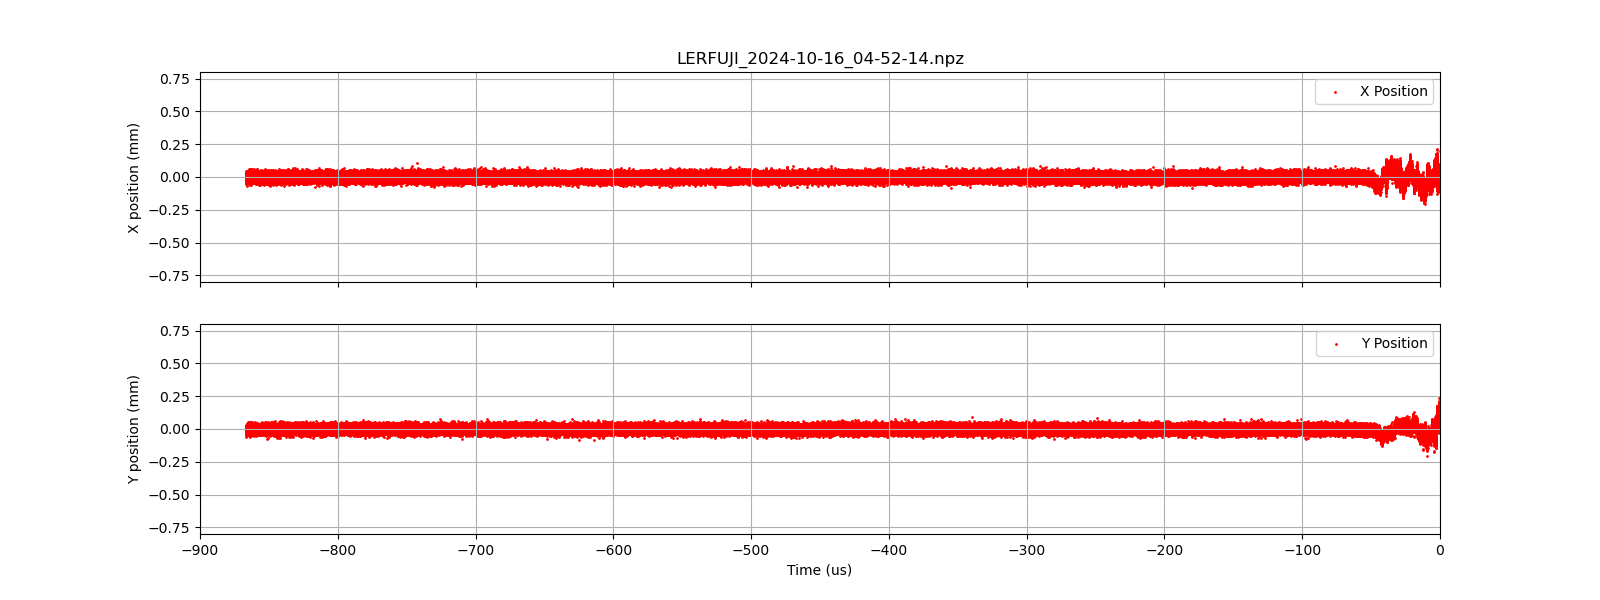 LERFUJI_2024-10-16_04-52-14.npz
0.75
0.50
0.25
0.00
−0.25
−0.50
−0.75
X position (mm)
X Position
0.75
0.50
0.25
0.00
−0.25
−0.50
−0.75
Y position (mm)
Y Position
−900 −800 −700 −600 −500 −400 −300 −200 −100 0
Time (us)